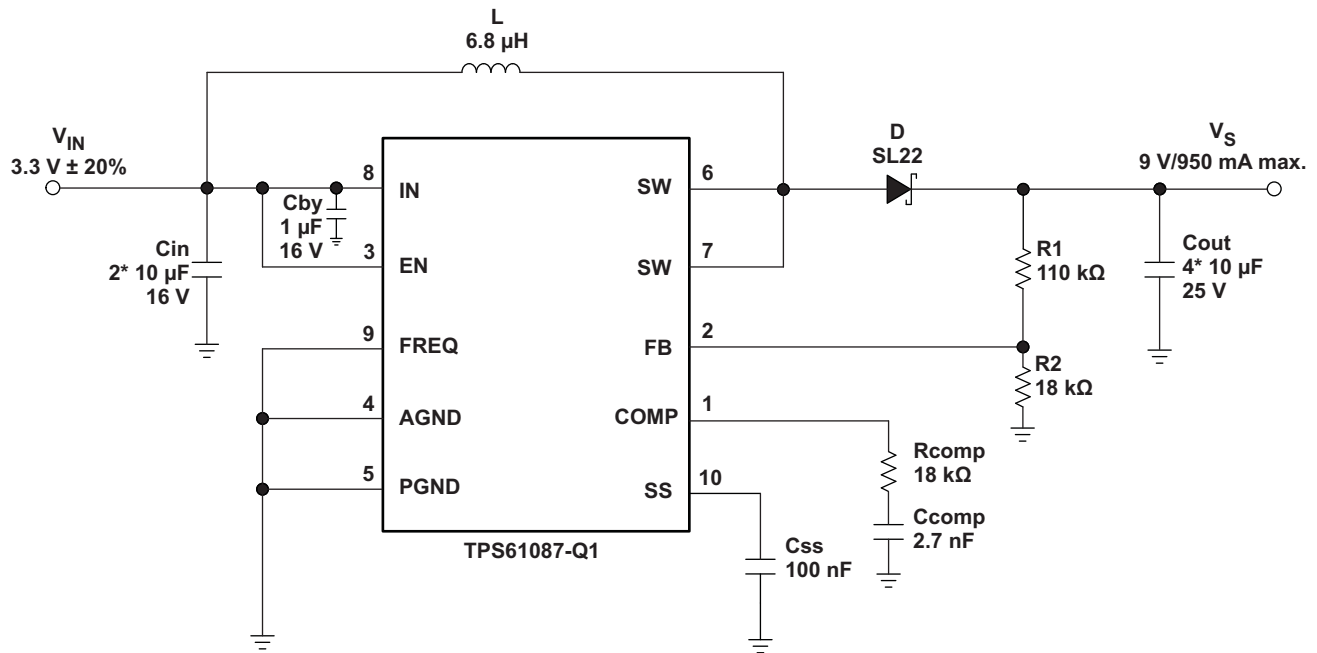 L
6.8 µH
V_IN
3.3 V ± 20%
D
SL22
V_S
9 V/950 mA max.
8
IN
SW
6
Cby
1 µF
16 V
Cin
2* 10 µF
16 V
3
EN
SW
7
R1
110 kΩ
Cout
4* 10 µF
25 V
9
FREQ
FB
2
R2
18 kΩ
4
AGND
COMP
1
Rcomp
18 kΩ
5
PGND
SS
10
Ccomp
2.7 nF
Css
100 nF
TPS61087-Q1